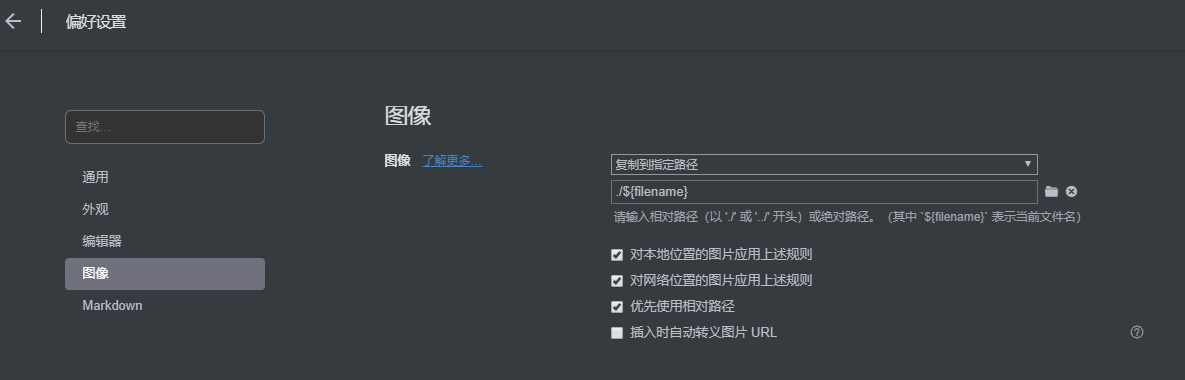 偏好设置
查找...
通用
外观
编辑器
图像
Markdown
图像
图像 了解更多...
复制到指定路径
./${filename}
请输入相对路径（以 './' 或 '../' 开头）或绝对路径。（其中 `${filename}` 表示当前文件名）
对本地位置的图片应用上述规则
对网络位置的图片应用上述规则
优先使用相对路径
插入时自动转义图片 URL